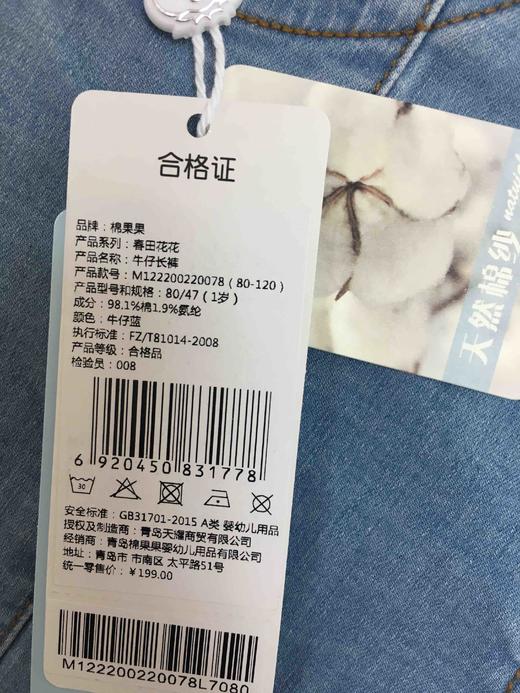 合格证
品牌：棉果果
产品系列：春田花花
产品名称：牛仔长裤
产品款号：M122200220078（80-120）
产品型号和规格：80/47（1岁）
成分：98.1%棉1.9%氨纶
颜色：牛仔蓝
执行标准：FZ/T81014-2008
产品等级：合格品
检验员：008
6 920450 831778
30
安全标准：GB31701-2015 A类 婴幼儿用品
授权及制造商：青岛天滙商贸有限公司
经销商：青岛棉果果婴幼儿用品有限公司
地址：青岛市 市南区 太平路51号
统一零售价：￥199.00
M122200220078L7080
天然棉纱
natural